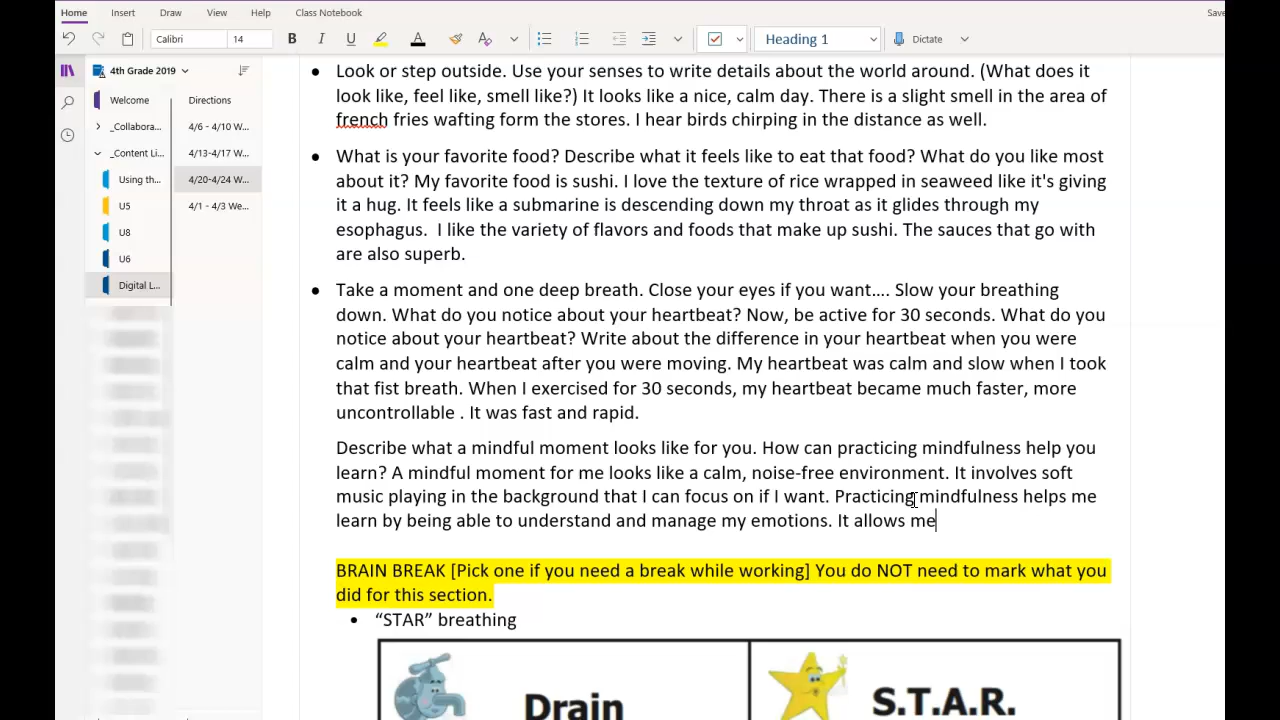 Home Insert Draw View Help Class Notebook Save
Calibri 14 B I U A Heading 1 Dictate
4th Grade 2019
Welcome Directions
_Collabora... 4/6 - 4/10 W...
_Content Li... 4/13-4/17 W...
Using th... 4/20-4/24 W...
U5 4/1 - 4/3 We...
U8
U6
Digital L...
• Look or step outside. Use your senses to write details about the world around. (What does it
look like, feel like, smell like?) It looks like a nice, calm day. There is a slight smell in the area of
french fries wafting form the stores. I hear birds chirping in the distance as well.
• What is your favorite food? Describe what it feels like to eat that food? What do you like most
about it? My favorite food is sushi. I love the texture of rice wrapped in seaweed like it's giving
it a hug. It feels like a submarine is descending down my throat as it glides through my
esophagus.  I like the variety of flavors and foods that make up sushi. The sauces that go with
are also superb.
• Take a moment and one deep breath. Close your eyes if you want…. Slow your breathing
down. What do you notice about your heartbeat? Now, be active for 30 seconds. What do you
notice about your heartbeat? Write about the difference in your heartbeat when you were
calm and your heartbeat after you were moving. My heartbeat was calm and slow when I took
that fist breath. When I exercised for 30 seconds, my heartbeat became much faster, more
uncontrollable . It was fast and rapid.
Describe what a mindful moment looks like for you. How can practicing mindfulness help you
learn? A mindful moment for me looks like a calm, noise-free environment. It involves soft
music playing in the background that I can focus on if I want. Practicing mindfulness helps me
learn by being able to understand and manage my emotions. It allows me
BRAIN BREAK [Pick one if you need a break while working] You do NOT need to mark what you
did for this section.
• “STAR” breathing
Drain S.T.A.R.